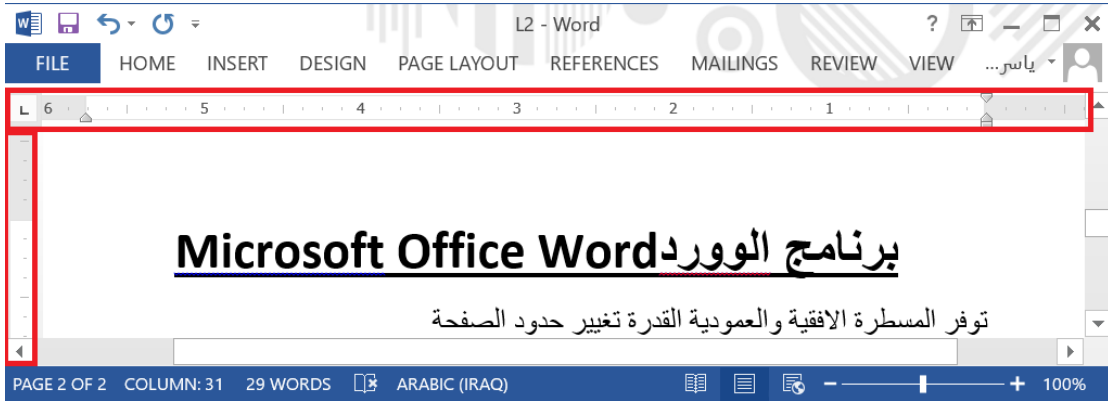 L2 - Word
?
FILE HOME INSERT DESIGN PAGE LAYOUT REFERENCES MAILINGS REVIEW VIEW ياسر...
6 5 4 3 2 1
برنامج الووردMicrosoft Office Word
توفر المسطرة الافقية والعمودية القدرة تغيير حدود الصفحة
PAGE 2 OF 2 COLUMN: 31 29 WORDS ARABIC (IRAQ) 100%